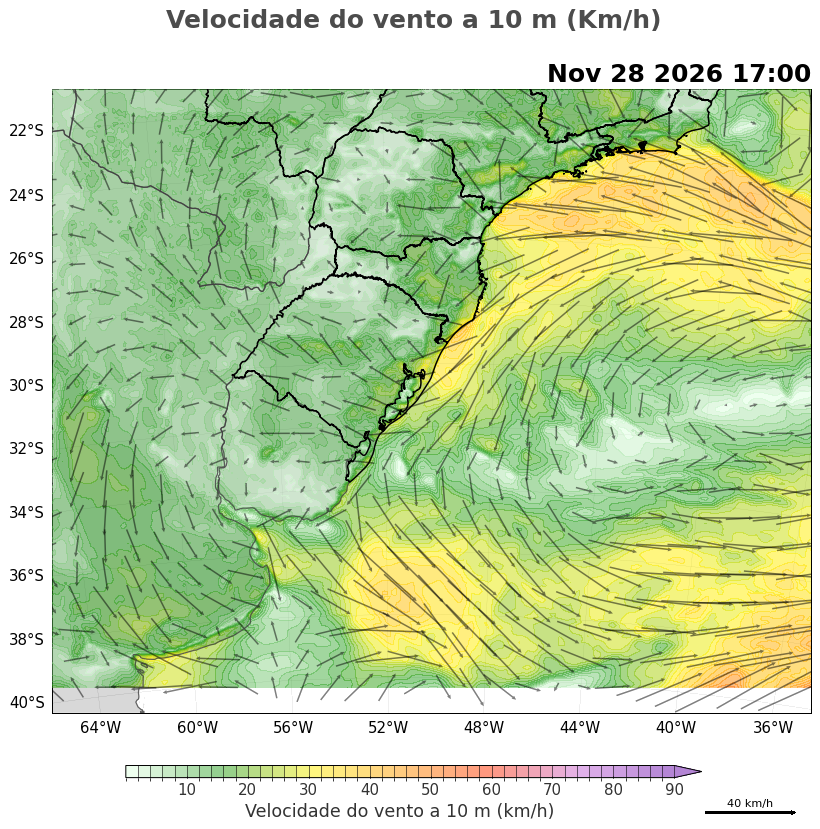 Velocidade do vento a 10 m (Km/h)
Nov 28 2026 17:00
22°S
24°S
26°S
28°S
30°S
32°S
34°S
36°S
38°S
40°S
64°W 60°W 56°W 52°W 48°W 44°W 40°W 36°W
10 20 30 40 50 60 70 80 90
Velocidade do vento a 10 m (km/h)
40 km/h